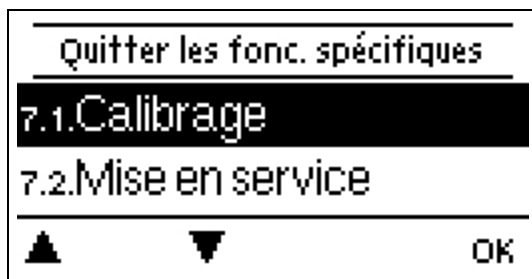 Quitter les fonc. spécifiques
7.1.Calibrage
7.2.Mise en service
▲ ▼ OK